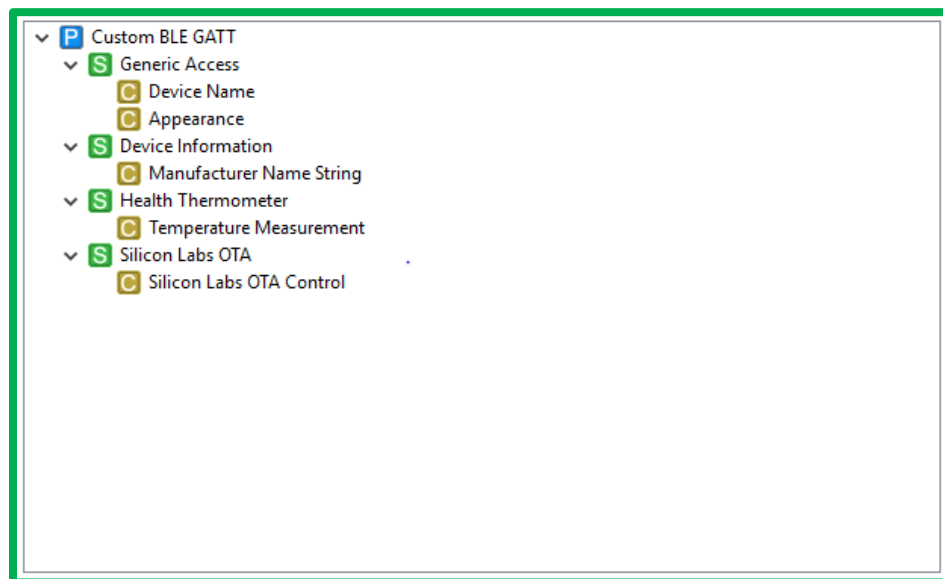 P Custom BLE GATT
S Generic Access
C Device Name
C Appearance
S Device Information
C Manufacturer Name String
S Health Thermometer
C Temperature Measurement
S Silicon Labs OTA
C Silicon Labs OTA Control